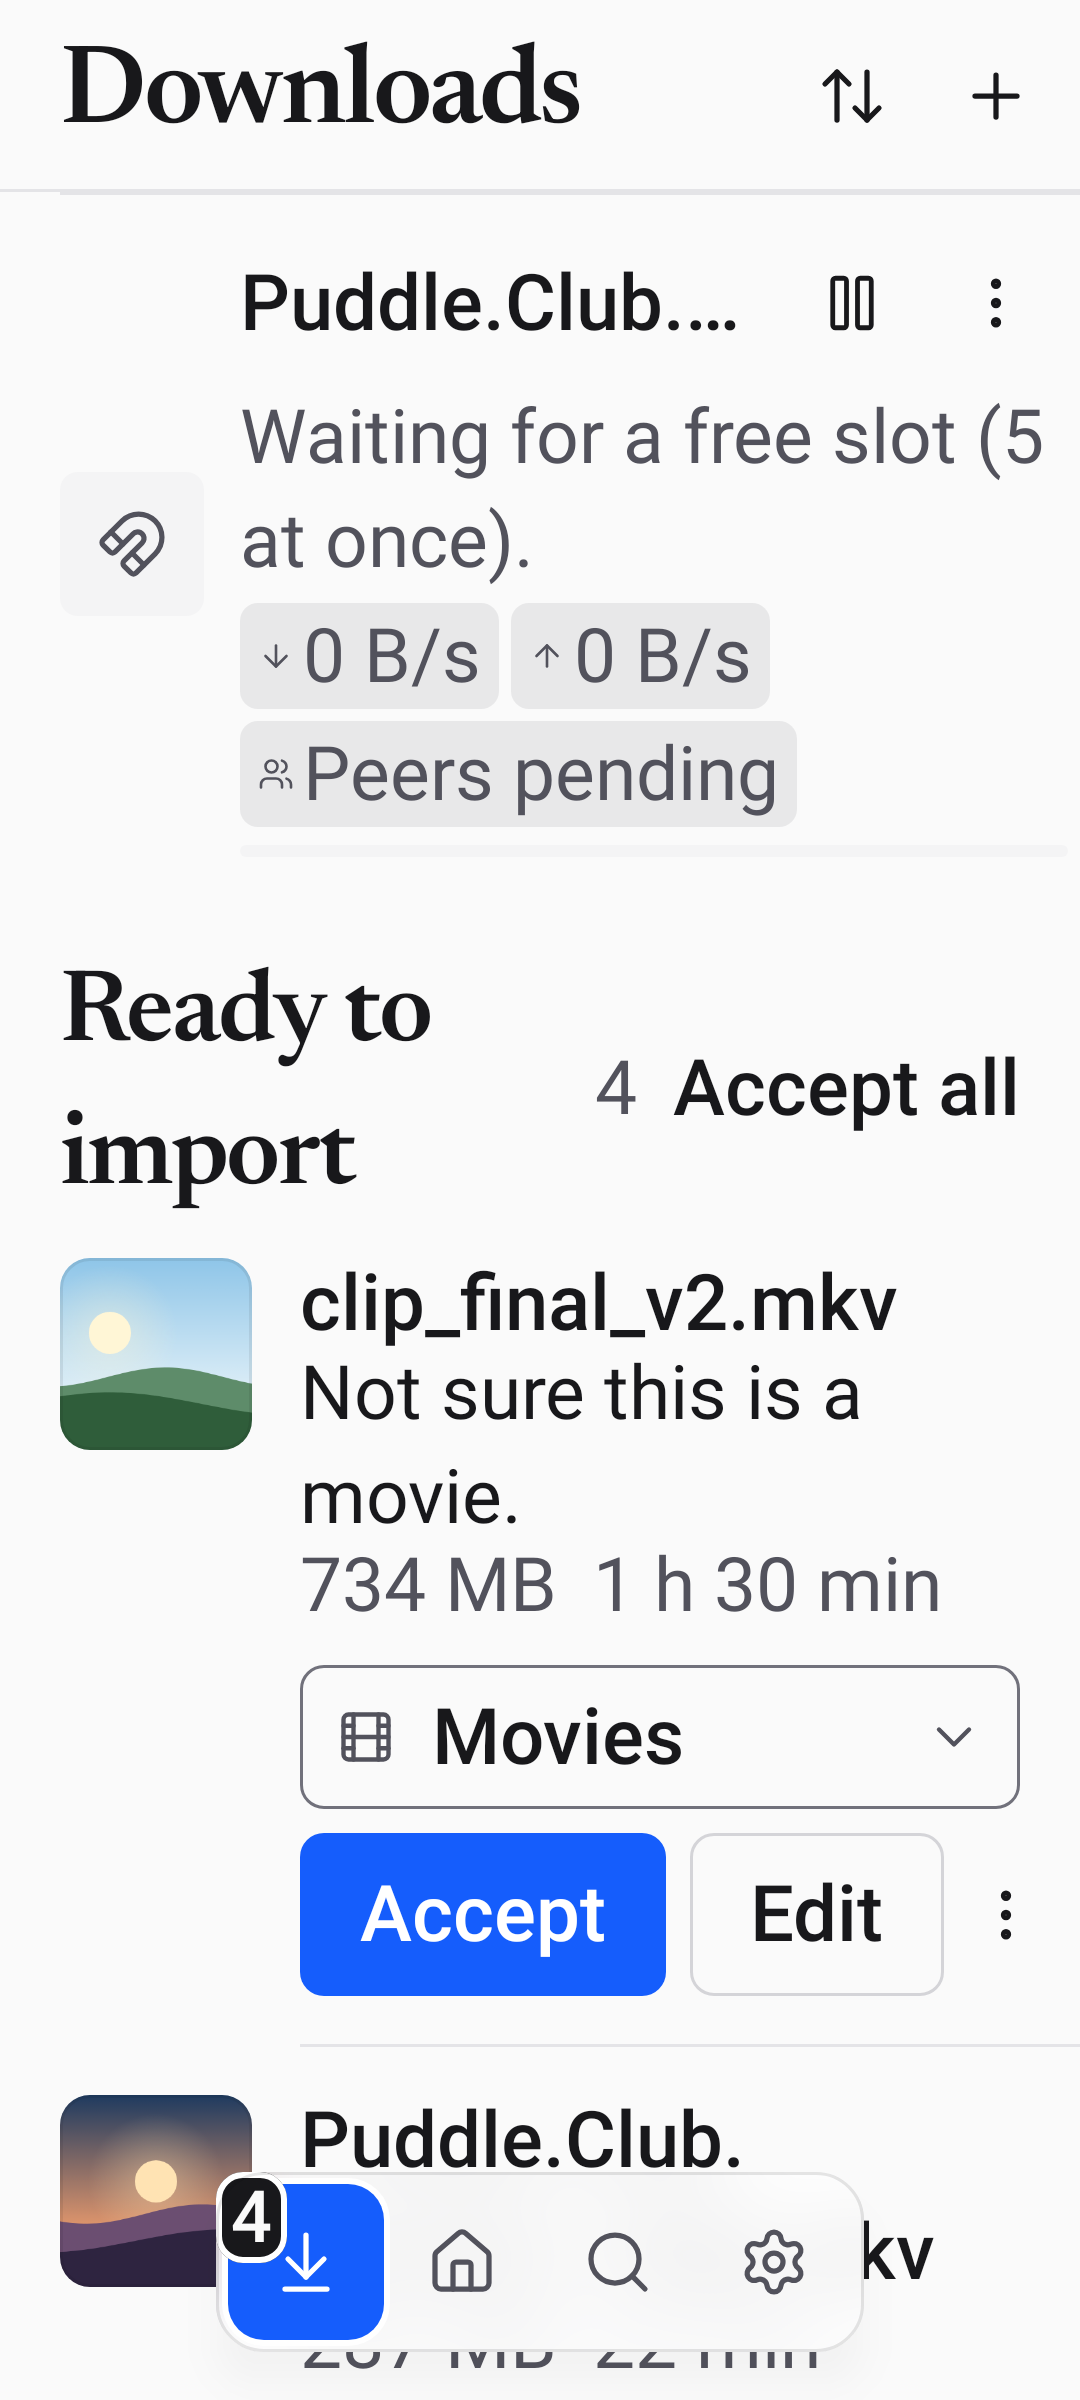 Downloads
Puddle.Club.…
Waiting for a free slot (5
at once).
0 B/s 0 B/s
Peers pending
Ready to
import
4 Accept all
clip_final_v2.mkv
Not sure this is a
movie.
734 MB 1 h 30 min
Movies
Accept Edit
Puddle.Club.
kv
4